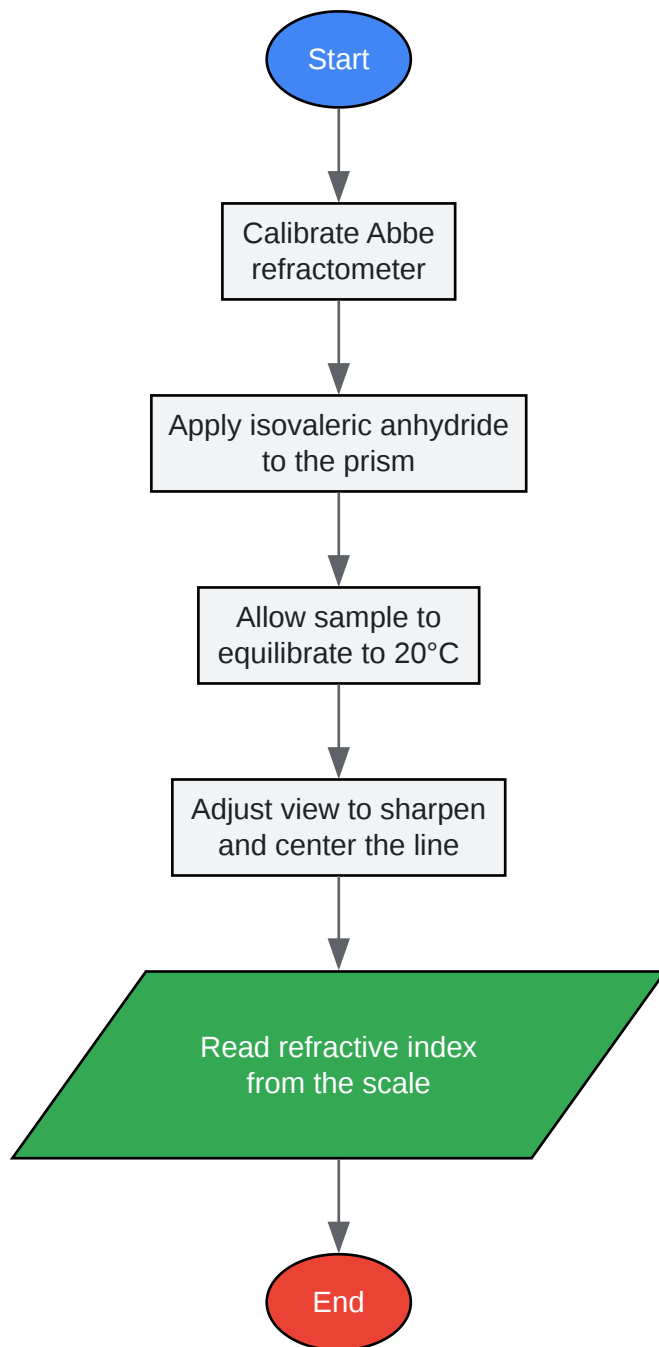 Start
Calibrate Abbe
refractometer
Apply isovaleric anhydride
to the prism
Allow sample to
equilibrate to 20°C
Adjust view to sharpen
and center the line
Read refractive index
from the scale
End